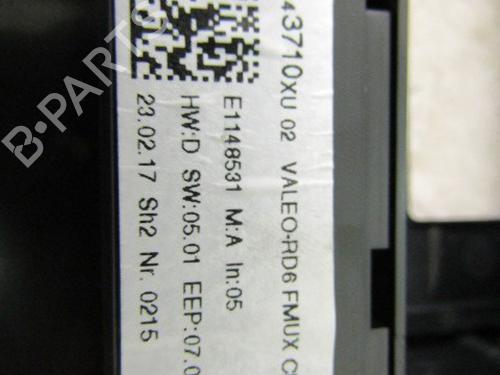 43710XU 02 VALEO-RD6 FMUX
E1148531 M:A In:05
HW:D SW:05.01 EEP:07.0
23.02.17 Sh2 Nr. 0215
B-PARTS